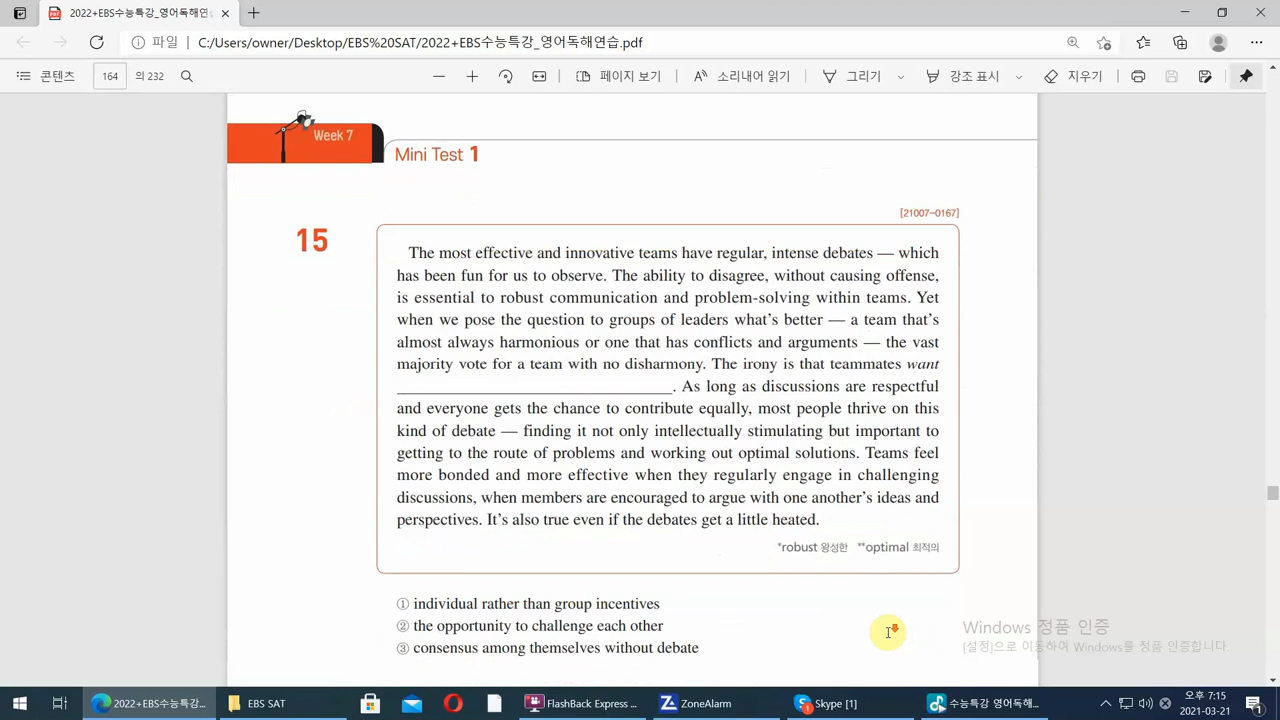 2022+EBS수능특강_영어독해연습
파일 C:/Users/owner/Desktop/EBS%20SAT/2022+EBS수능특강_영어독해연습.pdf
콘텐츠 164 의 232 페이지 보기 소리내어 읽기 그리기 강조 표시 지우기
Week 7
Mini Test 1
[21007-0167]
15
The most effective and innovative teams have regular, intense debates — which
has been fun for us to observe. The ability to disagree, without causing offense,
is essential to robust communication and problem-solving within teams. Yet
when we pose the question to groups of leaders what's better — a team that's
almost always harmonious or one that has conflicts and arguments — the vast
majority vote for a team with no disharmony. The irony is that teammates want
. As long as discussions are respectful
and everyone gets the chance to contribute equally, most people thrive on this
kind of debate — finding it not only intellectually stimulating but important to
getting to the route of problems and working out optimal solutions. Teams feel
more bonded and more effective when they regularly engage in challenging
discussions, when members are encouraged to argue with one another's ideas and
perspectives. It's also true even if the debates get a little heated.
*robust 왕성한 **optimal 최적의
① individual rather than group incentives
② the opportunity to challenge each other
③ consensus among themselves without debate
Windows 정품 인증
[설정]으로 이동하여 Windows를 정품 인증합니다.
2022+EBS수능특강... EBS SAT FlashBack Express ... ZoneAlarm Skype [1] 수능특강 영어독해... 오후 7:15
2021-03-21